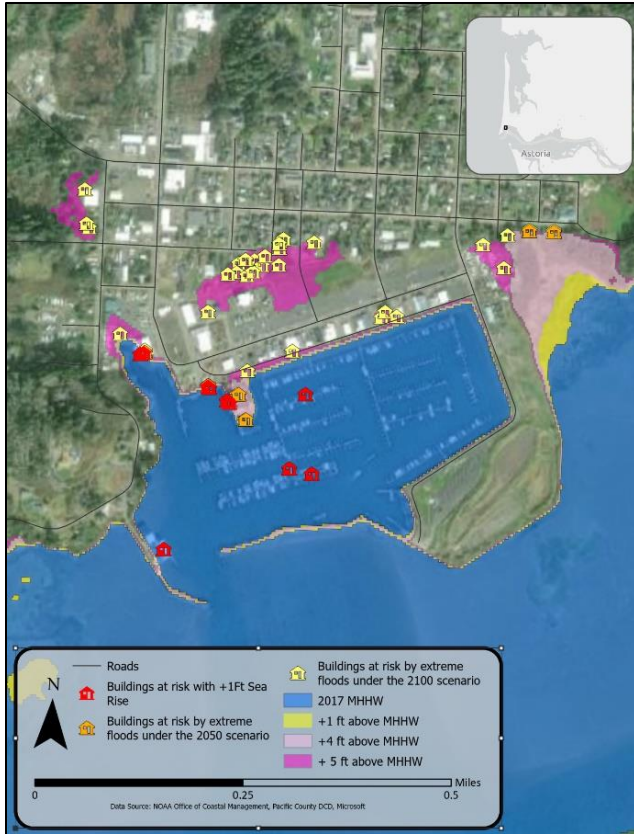 Astoria
N
Roads
Buildings at risk with +1Ft Sea
Rise
Buildings at risk by extreme
floods under the 2050 scenario
Buildings at risk by extreme
floods under the 2100 scenario
2017 MHHW
+1 ft above MHHW
+4 ft above MHHW
+ 5 ft above MHHW
Miles
0
0.25
0.5
Data Source: NOAA Office of Coastal Management, Pacific County DCD, Microsoft